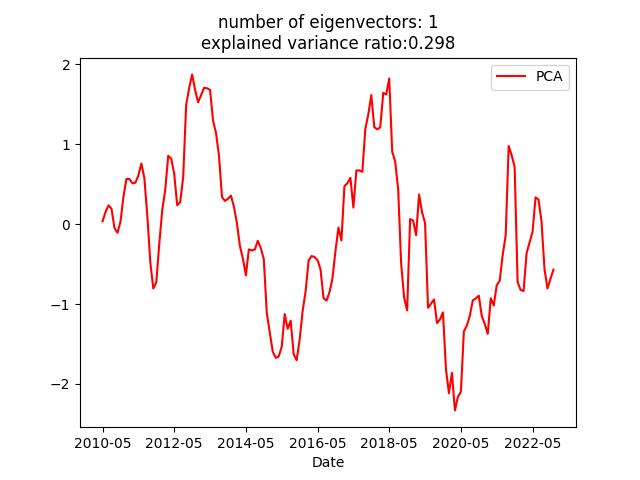 number of eigenvectors: 1
explained variance ratio:0.298
PCA
2
1
0
−1
−2
2010-05 2012-05 2014-05 2016-05 2018-05 2020-05 2022-05
Date